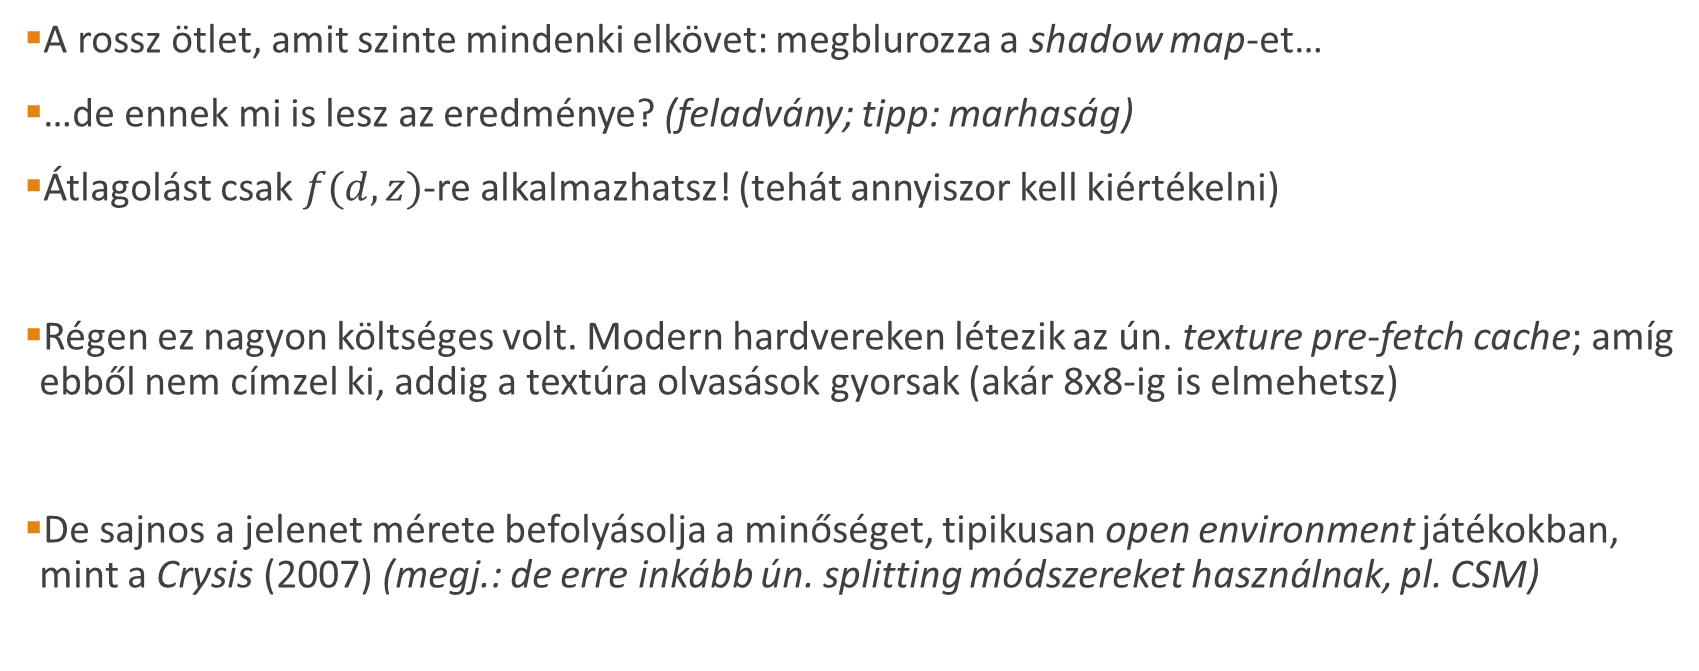 ▪A rossz ötlet, amit szinte mindenki elkövet: megblurozza a shadow map-et…
▪…de ennek mi is lesz az eredménye? (feladvány; tipp: marhaság)
▪Átlagolást csak 𝑓(𝑑, 𝑧)-re alkalmazhatsz! (tehát annyiszor kell kiértékelni)
▪Régen ez nagyon költséges volt. Modern hardvereken létezik az ún. texture pre-fetch cache; amíg
ebből nem címzel ki, addig a textúra olvasások gyorsak (akár 8x8-ig is elmehetsz)
▪De sajnos a jelenet mérete befolyásolja a minőséget, tipikusan open environment játékokban,
mint a Crysis (2007) (megj.: de erre inkább ún. splitting módszereket használnak, pl. CSM)